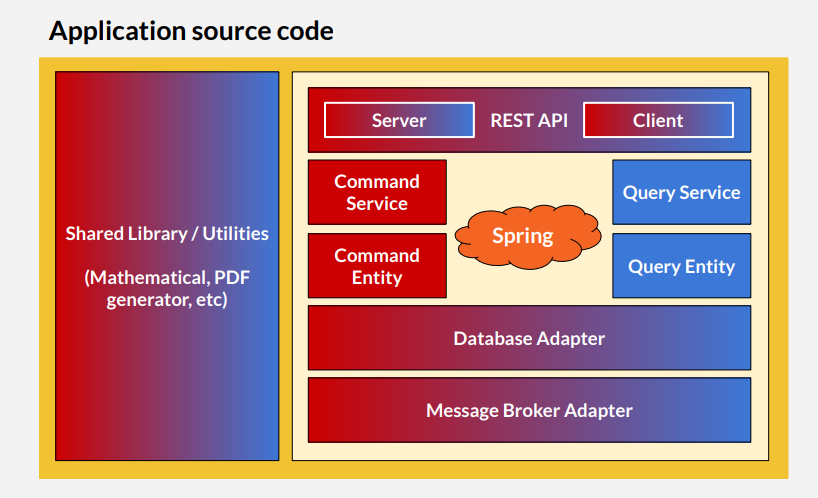 Application source code
Shared Library / Utilities
(Mathematical, PDF
generator, etc)
Server
REST API
Client
Command
Service
Query Service
Spring
Command
Entity
Query Entity
Database Adapter
Message Broker Adapter